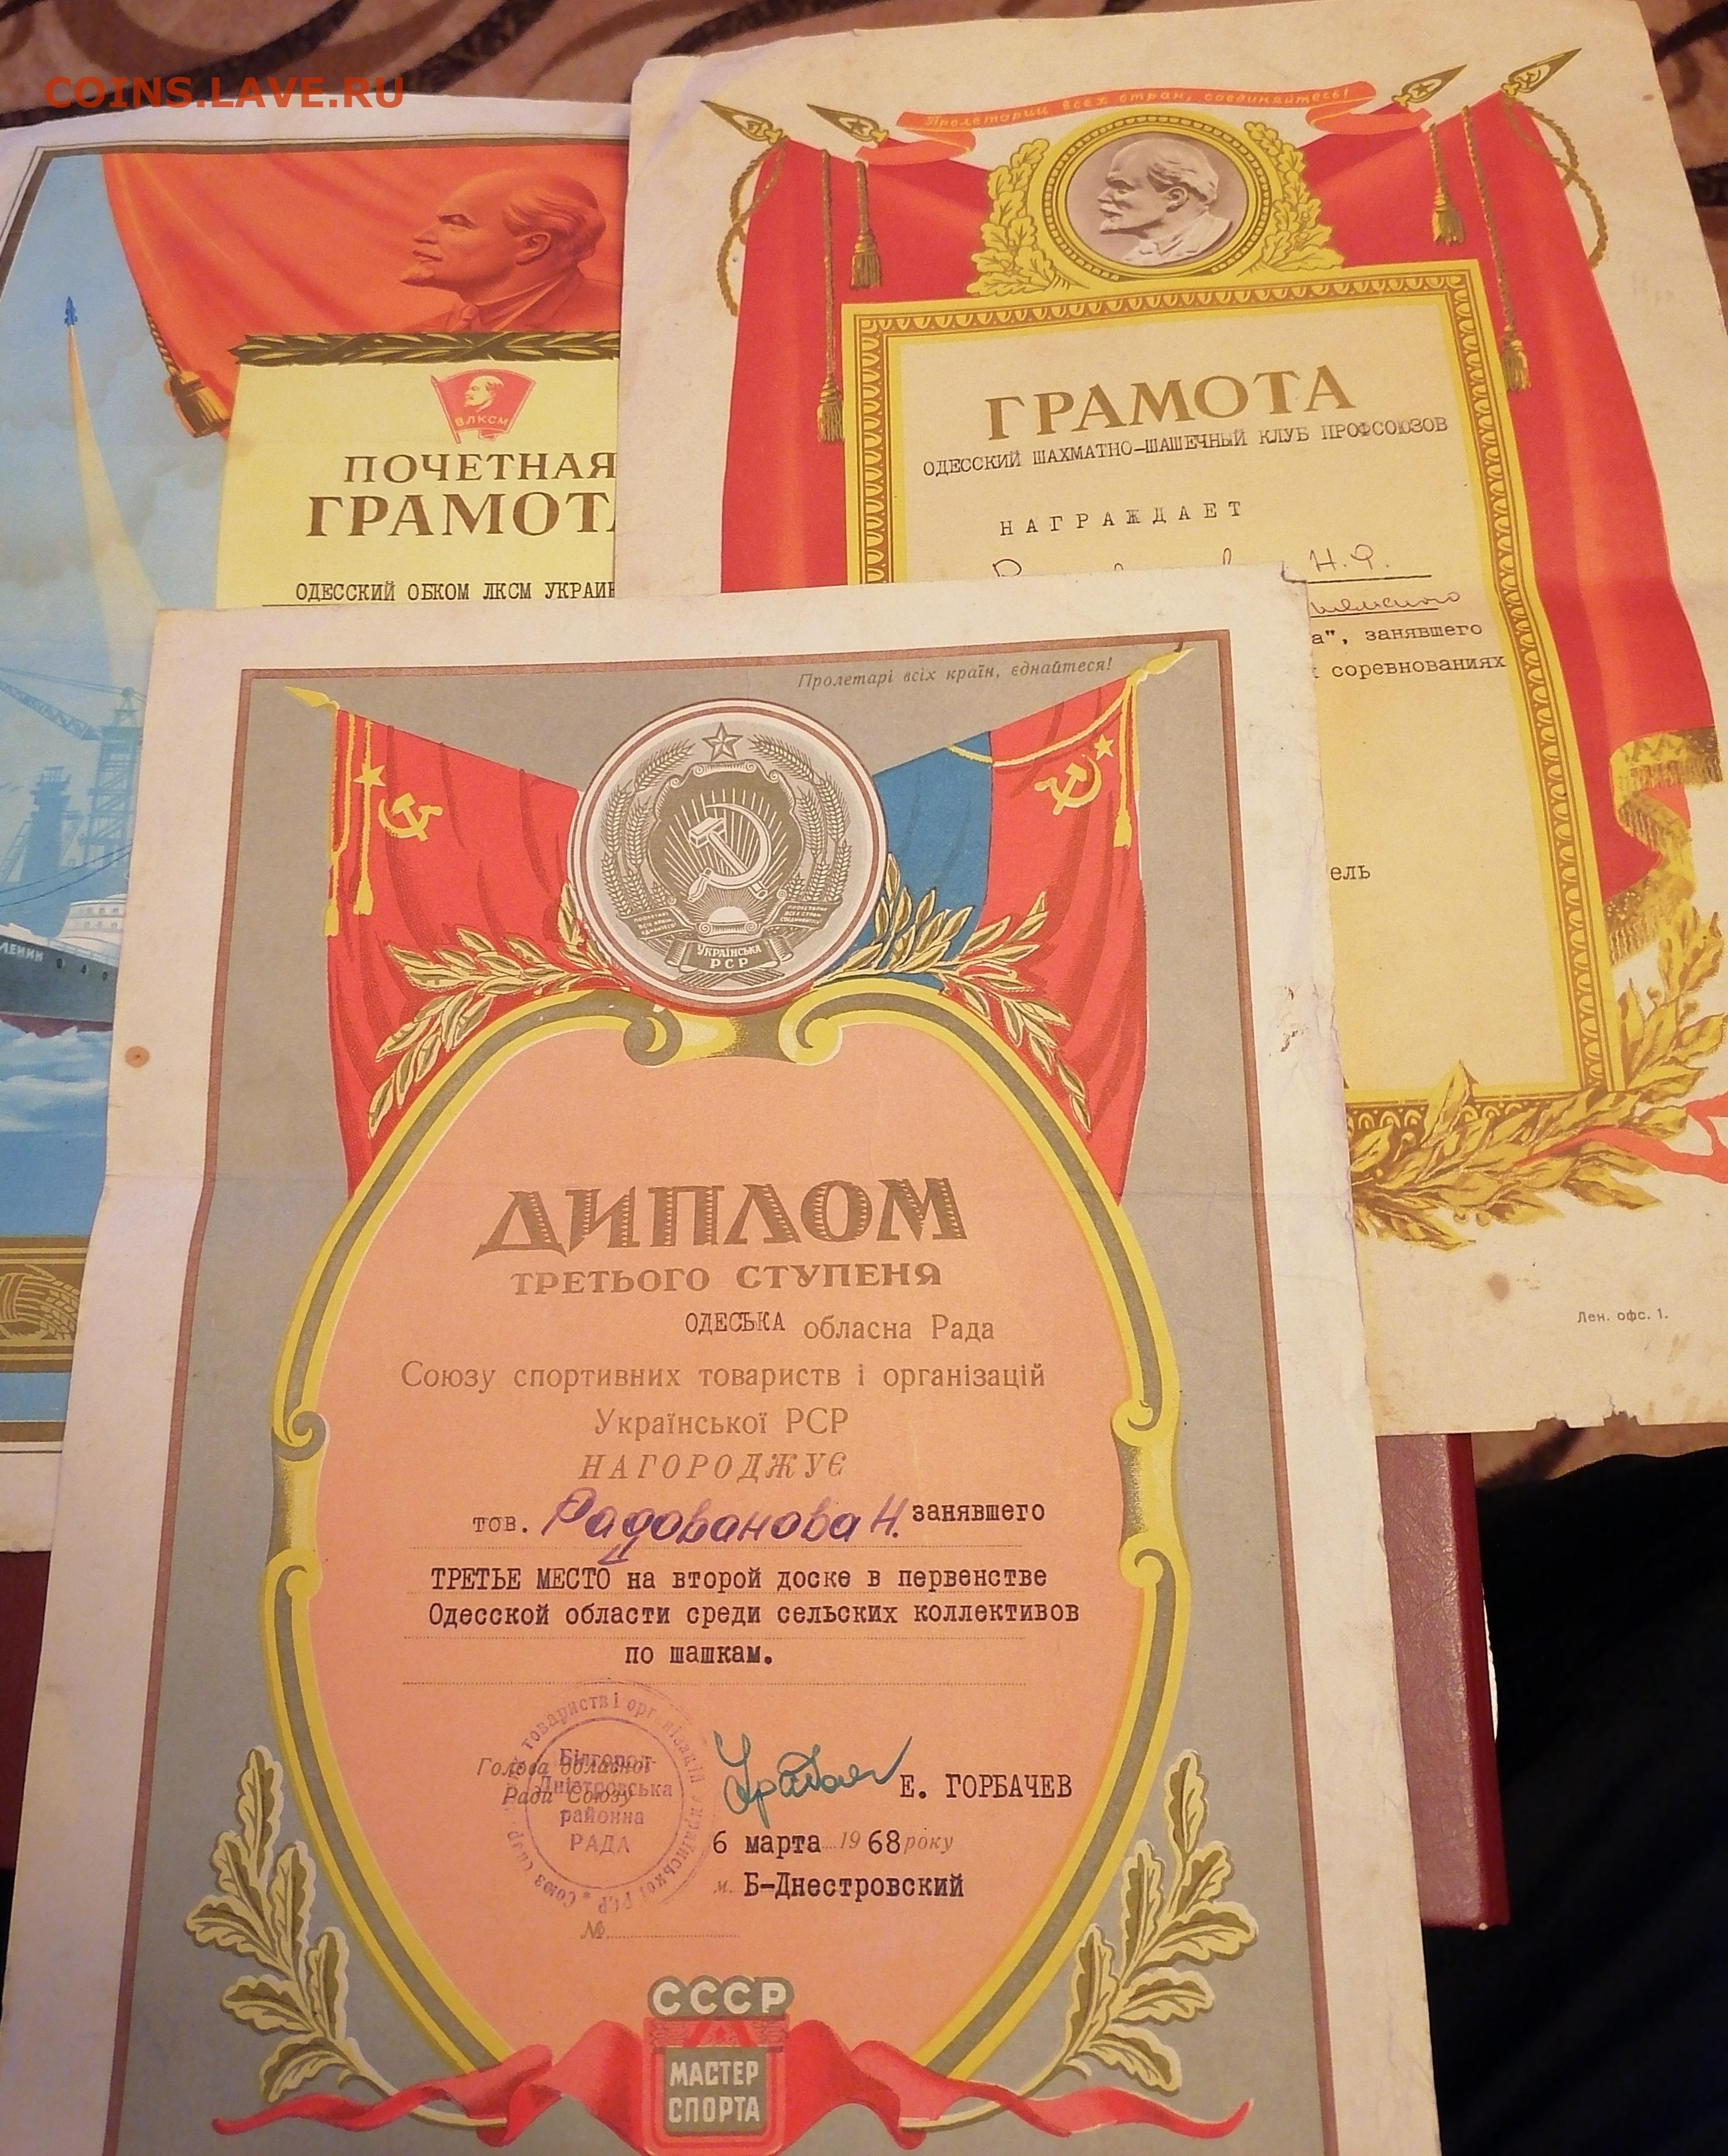 COINS.LAVE.RU
ВЛКСМ
ПОЧЕТНАЯ
ГРАМОТ
ОДЕССКИЙ ОБКОМ ЛКСМ УКРАИН
ЛЕНИН
Пролетарии всех стран, соединяйтесь!
ГРАМОТА
ОДЕССКИЙ ШАХМАТНО-ШАШЕЧНЫЙ КЛУБ ПРОФСОЮЗОВ
НАГРАЖДАЕТ
Н.Ф.
а", занявшего
соревнованиях
ель
Лен. офс. 1.
Пролетарі всіх країн, єднайтеся!
УКРАЇНСЬКА
РСР
ДИПЛОМ
ТРЕТЬОГО СТУПЕНЯ
ОДЕСЬКА обласна Рада
Союзу спортивних товариств і організацій
Української РСР
НАГОРОДЖУЄ
тов. Радованова Н. занявшего
ТРЕТЬЕ МЕСТО на второй доске в первенстве
Одесской области среди сельских коллективов
по шашкам.
Голова обласної
Ради Союзу
Білгород-
Дністровська
районна
РАДА
Е. ГОРБАЧЕВ
6 марта 1968 року
м. Б-Днестровский
№
СССР
МАСТЕР
СПОРТА